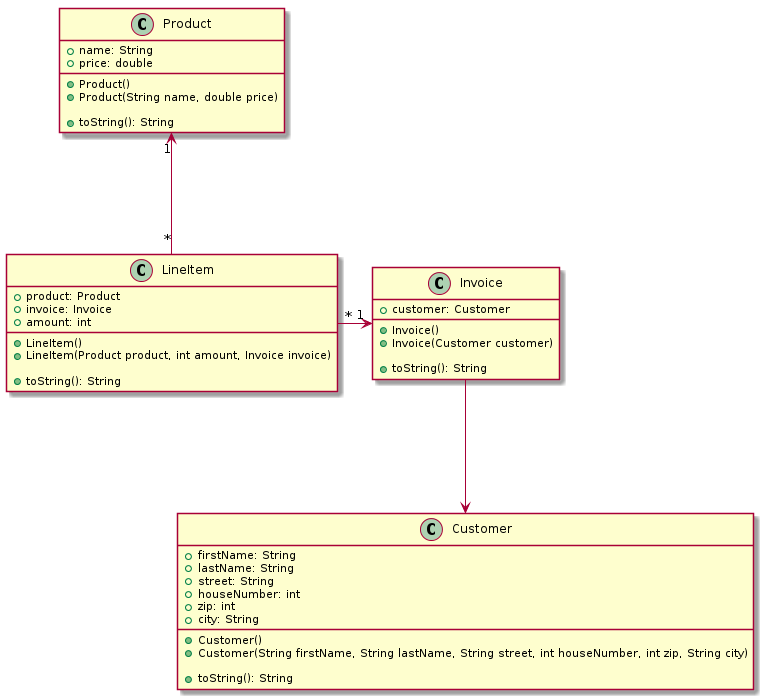 C Product
name: String
price: double
Product()
Product(String name, double price)
toString(): String
1
*
C LineItem
product: Product
invoice: Invoice
amount: int
LineItem()
LineItem(Product product, int amount, Invoice invoice)
toString(): String
* 1
C Invoice
customer: Customer
Invoice()
Invoice(Customer customer)
toString(): String
C Customer
firstName: String
lastName: String
street: String
houseNumber: int
zip: int
city: String
Customer()
Customer(String firstName, String lastName, String street, int houseNumber, int zip, String city)
toString(): String